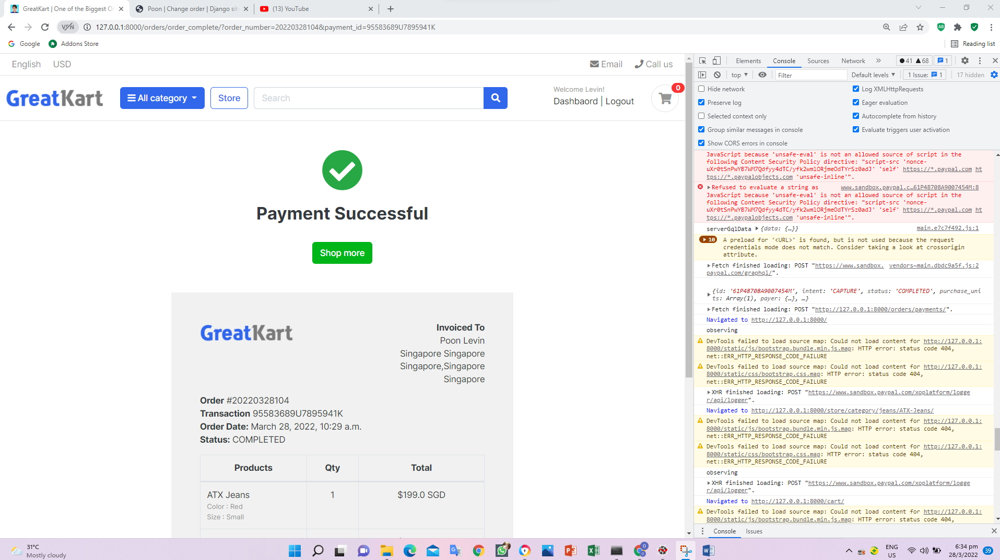 GreatKart | One of the Biggest O
Poon | Change order | Django sit
(13) YouTube
VPN
127.0.0.1:8000/orders/order_complete/?order_number=20220328104&payment_id=95583689U7895941K
Google
Addons Store
Reading list
English
USD
Email
Call us
GreatKart
All category
Store
Search
Welcome Levin!
Dashbaord | Logout
0
Payment Successful
Shop more
GreatKart
Invoiced To
Poon Levin
Singapore Singapore
Singapore,Singapore
Singapore
Order #20220328104
Transaction 95583689U7895941K
Order Date: March 28, 2022, 10:29 a.m.
Status: COMPLETED
Products Qty Total
ATX Jeans 1 $199.0 SGD
Color : Red
Size : Small
Elements Console Sources Network 41 68 1
top Filter Default levels 1 Issue: 1 17 hidden
Hide network
Log XMLHttpRequests
Preserve log
Eager evaluation
Selected context only
Autocomplete from history
Group similar messages in console
Evaluate triggers user activation
Show CORS errors in console
JavaScript because 'unsafe-eval' is not an allowed source of script in the
following Content Security Policy directive: "script-src 'nonce-
uXr0tSnPwYB7WM7Qdfyy4dTC/yfk2wmlORjmeOdTYrSz0adJ' 'self' https://*.paypal.com ht
tps://*.paypalobjects.com 'unsafe-inline'".
Refused to evaluate a string as www.sandbox.paypal.c…61P48708A9007454M:8
JavaScript because 'unsafe-eval' is not an allowed source of script in the
following Content Security Policy directive: "script-src 'nonce-
uXr0tSnPwYB7WM7Qdfyy4dTC/yfk2wmlORjmeOdTYrSz0adJ' 'self' https://*.paypal.com ht
tps://*.paypalobjects.com 'unsafe-inline'".
serverGqlData {data: {…}} main.e7c7f492.js:1
10 A preload for '<URL>' is found, but is not used because the request
credentials mode does not match. Consider taking a look at crossorigin
attribute.
Fetch finished loading: POST "https://www.sandbox. vendors~main.dbdc9a5f.js:2
paypal.com/graphql/".
{id: '61P48708A9007454M', intent: 'CAPTURE', status: 'COMPLETED', purchase_uni
ts: Array(1), payer: {…}, …}
Fetch finished loading: POST "http://127.0.0.1:8000/orders/payments/".
Navigated to http://127.0.0.1:8000/
observing
DevTools failed to load source map: Could not load content for http://127.0.0.1:
8000/static/js/bootstrap.bundle.min.js.map: HTTP error: status code 404,
net::ERR_HTTP_RESPONSE_CODE_FAILURE
DevTools failed to load source map: Could not load content for http://127.0.0.1:
8000/static/css/bootstrap.css.map: HTTP error: status code 404,
net::ERR_HTTP_RESPONSE_CODE_FAILURE
XHR finished loading: POST "https://www.sandbox.paypal.com/xoplatform/logge
r/api/logger".
Navigated to http://127.0.0.1:8000/store/category/jeans/ATX-Jeans/
DevTools failed to load source map: Could not load content for http://127.0.0.1:
8000/static/js/bootstrap.bundle.min.js.map: HTTP error: status code 404,
net::ERR_HTTP_RESPONSE_CODE_FAILURE
DevTools failed to load source map: Could not load content for http://127.0.0.1:
8000/static/css/bootstrap.css.map: HTTP error: status code 404,
net::ERR_HTTP_RESPONSE_CODE_FAILURE
observing
XHR finished loading: POST "https://www.sandbox.paypal.com/xoplatform/logge
r/api/logger".
Navigated to http://127.0.0.1:8000/cart/
DevTools failed to load source map: Could not load content for http://127.0.0.1:
8000/static/js/bootstrap.bundle.min.js.map: HTTP error: status code 404,
Console Issues
31°C
Mostly cloudy
ENG
US
6:34 pm
28/3/2022
39